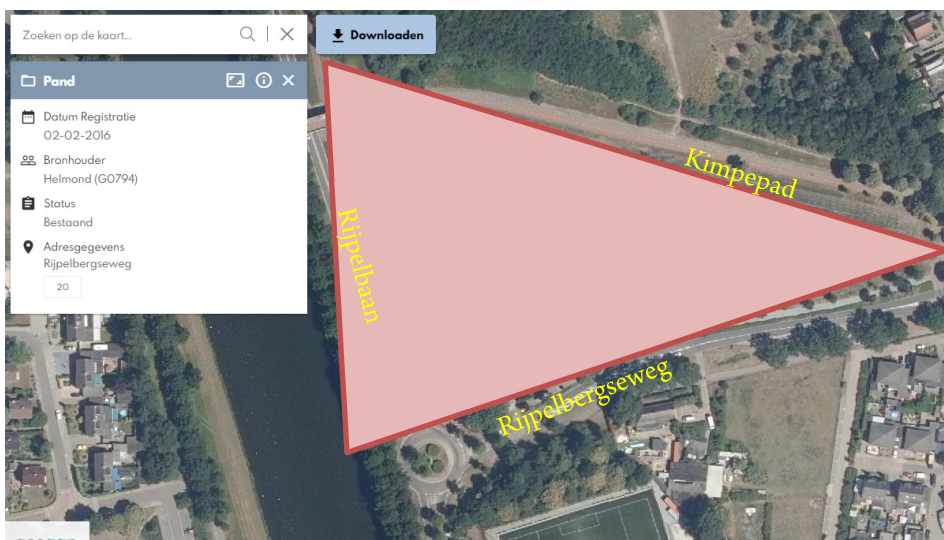 Zoeken op de kaart...
Downloaden
Pand
Datum Registratie
02-02-2016
Bronhouder
Helmond (G0794)
Status
Bestaand
Adresgegevens
Rijpelbergseweg
20
Kimpepad
Rijpelbaan
Rijpelbergseweg